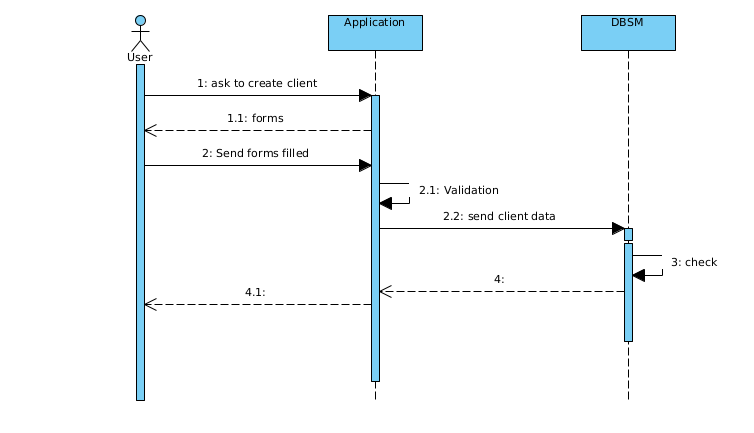 Application
DBSM
User
1: ask to create client
1.1: forms
2: Send forms filled
2.1: Validation
2.2: send client data
3: check
4:
4.1: